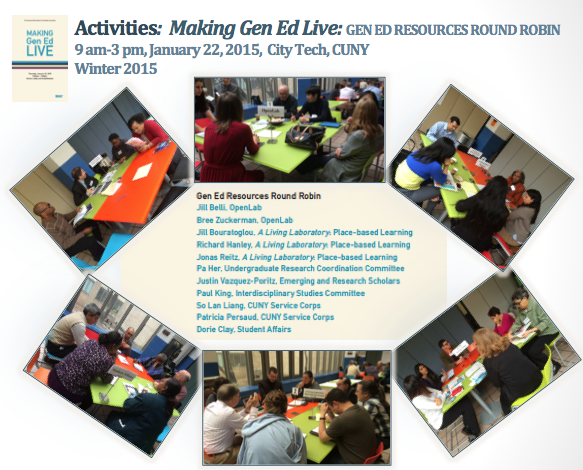 MAKING
Gen Ed
LIVE
Activities: Making Gen Ed Live: GEN ED RESOURCES ROUND ROBIN
9 am-3 pm, January 22, 2015, City Tech, CUNY
Winter 2015
OpenLab
Gen Ed Resources Round Robin
Jill Belli, OpenLab
Bree Zuckerman, OpenLab
Jill Bouratoglou, A Living Laboratory: Place-based Learning
Richard Hanley, A Living Laboratory: Place-based Learning
Jonas Reitz, A Living Laboratory: Place-based Learning
Pa Her, Undergraduate Research Coordination Committee
Justin Vazquez-Poritz, Emerging and Research Scholars
Paul King, Interdisciplinary Studies Committee
So Lan Liang, CUNY Service Corps
Patricia Persaud, CUNY Service Corps
Dorie Clay, Student Affairs